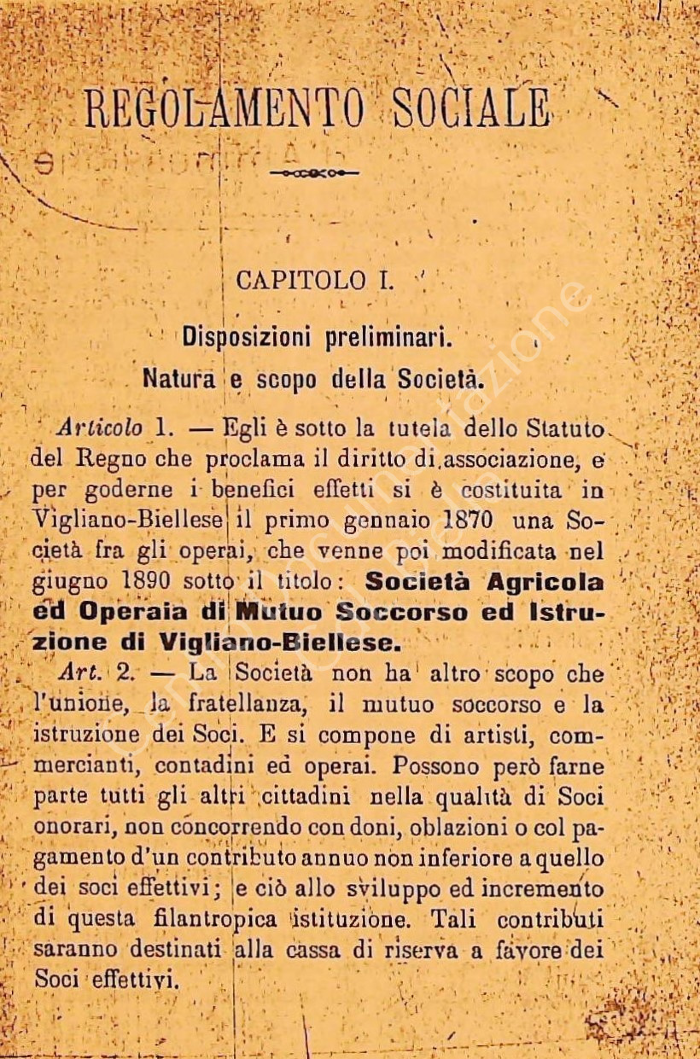 REGOLAMENTO SOCIALE
CAPITOLO I.
Disposizioni preliminari.
Natura e scopo della Società.
Articolo 1. — Egli è sotto la tutela dello Statuto
del Regno che proclama il diritto di associazione, e
per goderne i benefici effetti si è costituita in
Vigliano-Biellese il primo gennaio 1870 una So-
cietà fra gli operai, che venne poi modificata nel
giugno 1890 sotto il titolo: Società Agricola
ed Operaia di Mutuo Soccorso ed Istru-
zione di Vigliano-Biellese.
Art. 2. — La Società non ha altro scopo che
l'unione, la fratellanza, il mutuo soccorso e la
istruzione dei Soci. E si compone di artisti, com-
mercianti, contadini ed operai. Possono però farne
parte tutti gli altri cittadini nella qualità di Soci
onorari, non concorrendo con doni, oblazioni o col pa-
gamento d'un contributo annuo non inferiore a quello
dei soci effettivi; e ciò allo sviluppo ed incremento
di questa filantropica istituzione. Tali contributi
saranno destinati alla cassa di riserva a favore dei
Soci effettivi.